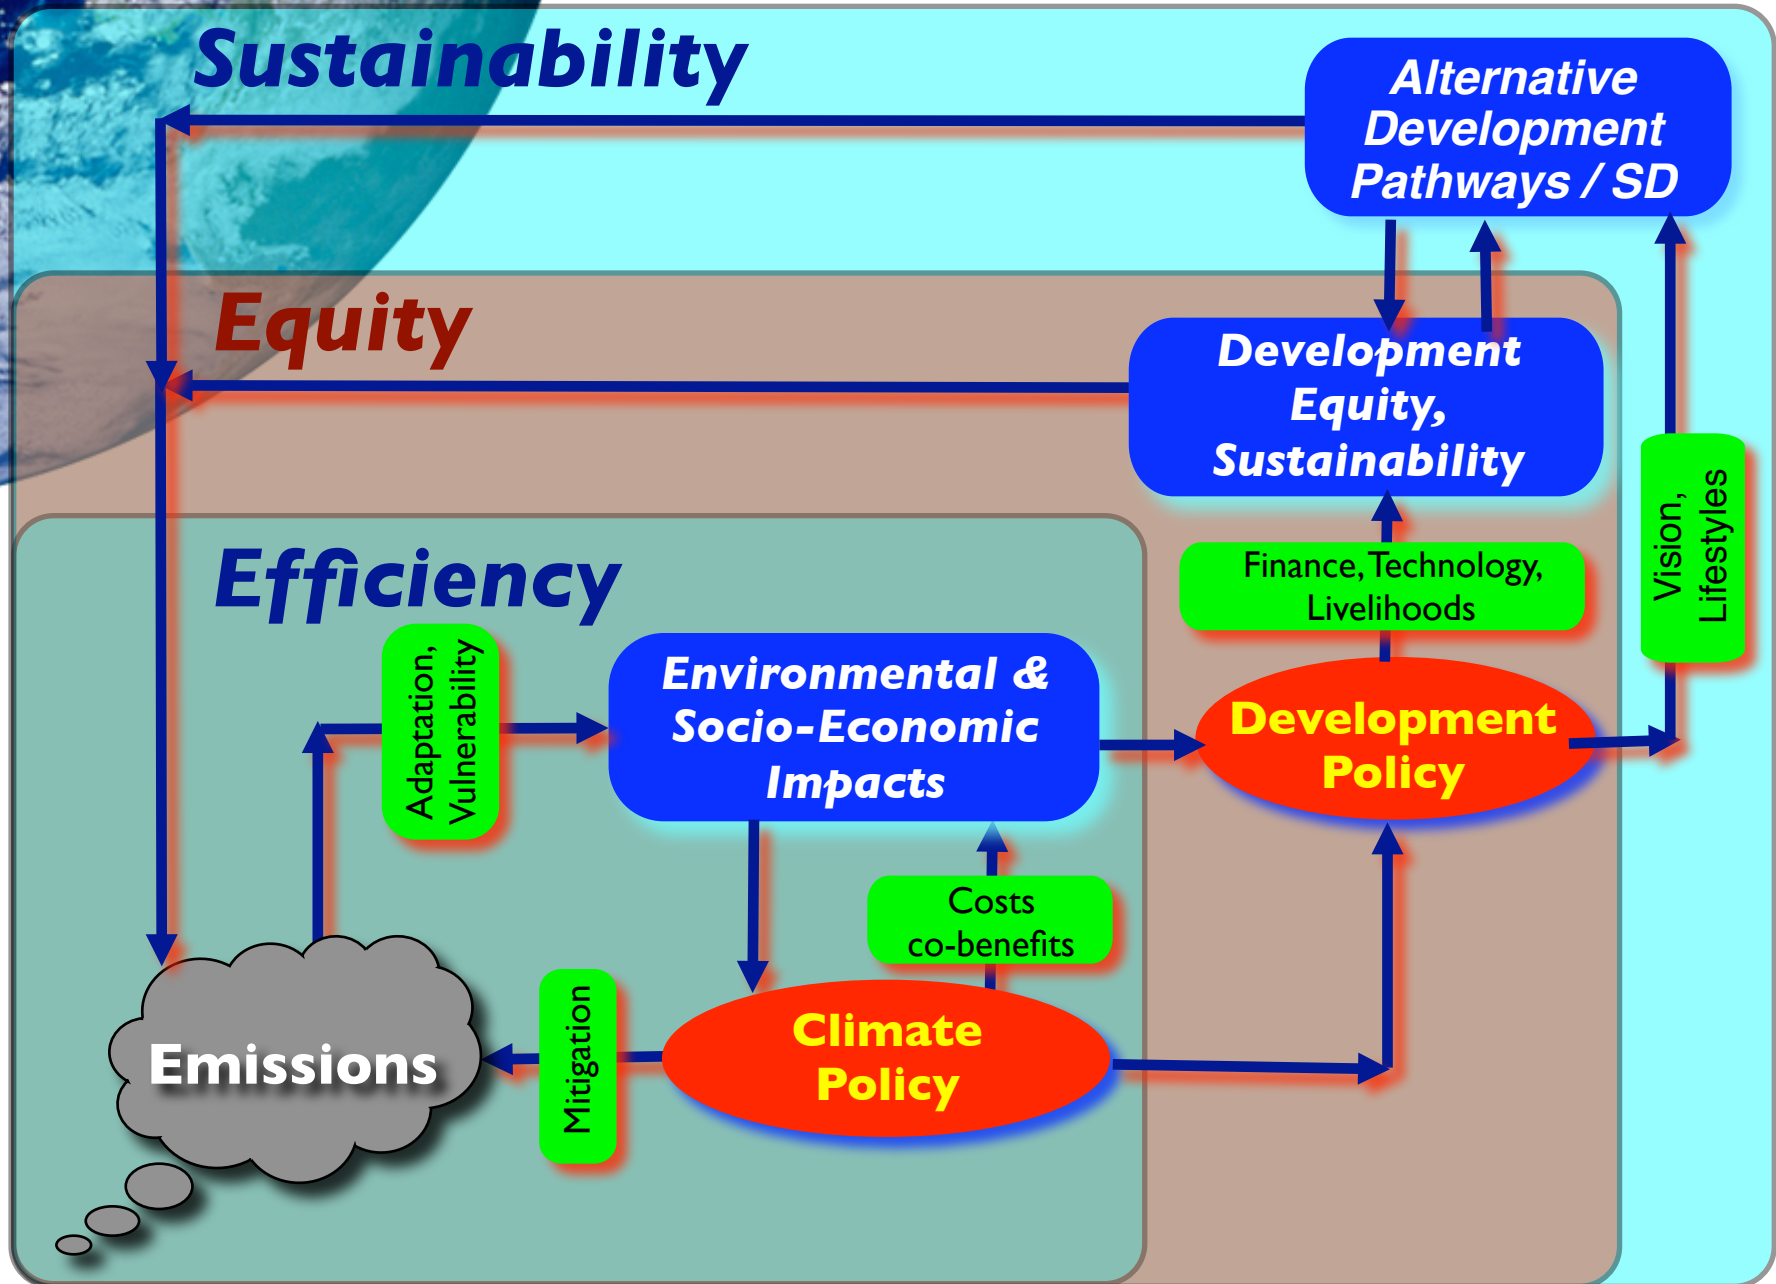 Sustainability
Alternative
Development
Pathways / SD
Equity
Development
Equity,
Sustainability
Vision,
Lifestyles
Finance, Technology,
Livelihoods
Efficiency
Adaptation,
Vulnerability
Environmental &
Socio-Economic
Impacts
Development
Policy
Costs
co-benefits
Emissions
Mitigation
Climate
Policy